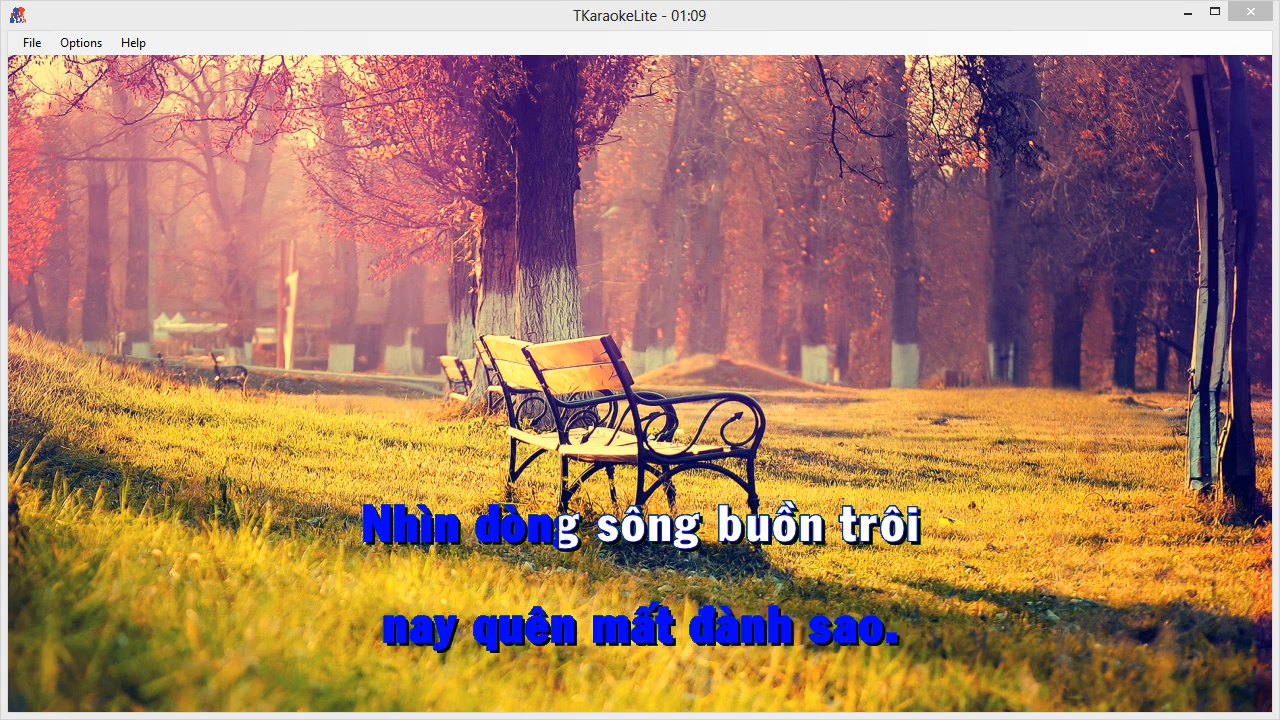 TKaraokeLite - 01:09
File Options Help
Nhìn dòng sông buồn trôi
nay quên mất đành sao.